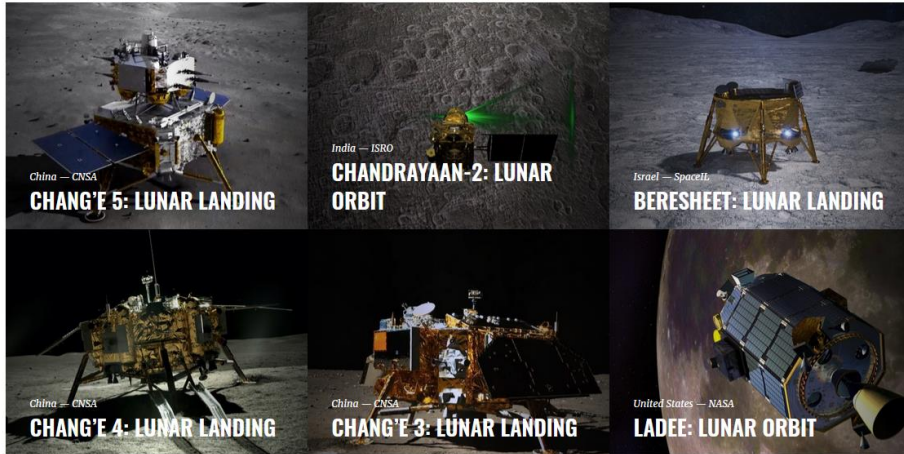 China — CNSA
CHANG'E 5: LUNAR LANDING
India — ISRO
CHANDRAYAAN-2: LUNAR
ORBIT
Israel — SpaceIL
BERESHEET: LUNAR LANDING
China — CNSA
CHANG'E 4: LUNAR LANDING
China — CNSA
CHANG'E 3: LUNAR LANDING
United States — NASA
LADEE: LUNAR ORBIT